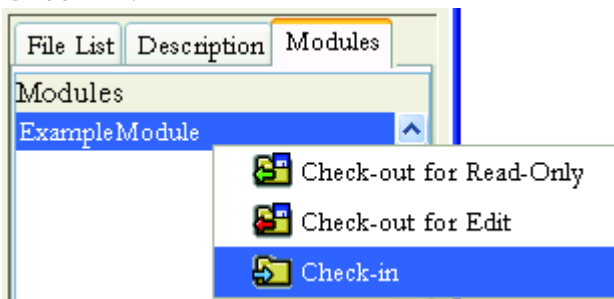 File List Description Modules
Modules
ExampleModule
Check-out for Read-Only
Check-out for Edit
Check-in